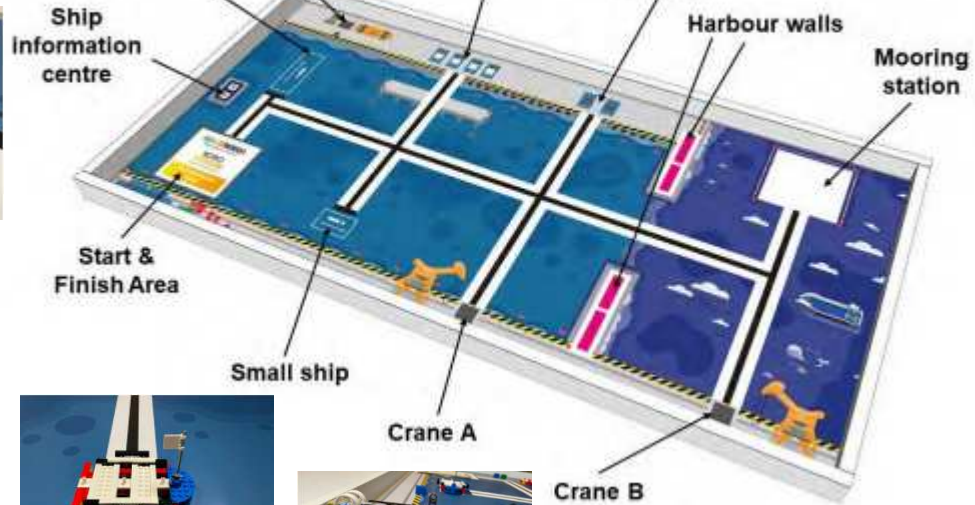 Ship
information
centre
Harbour walls
Mooring
station
Start &
Finish Area
Small ship
Crane A
Crane B